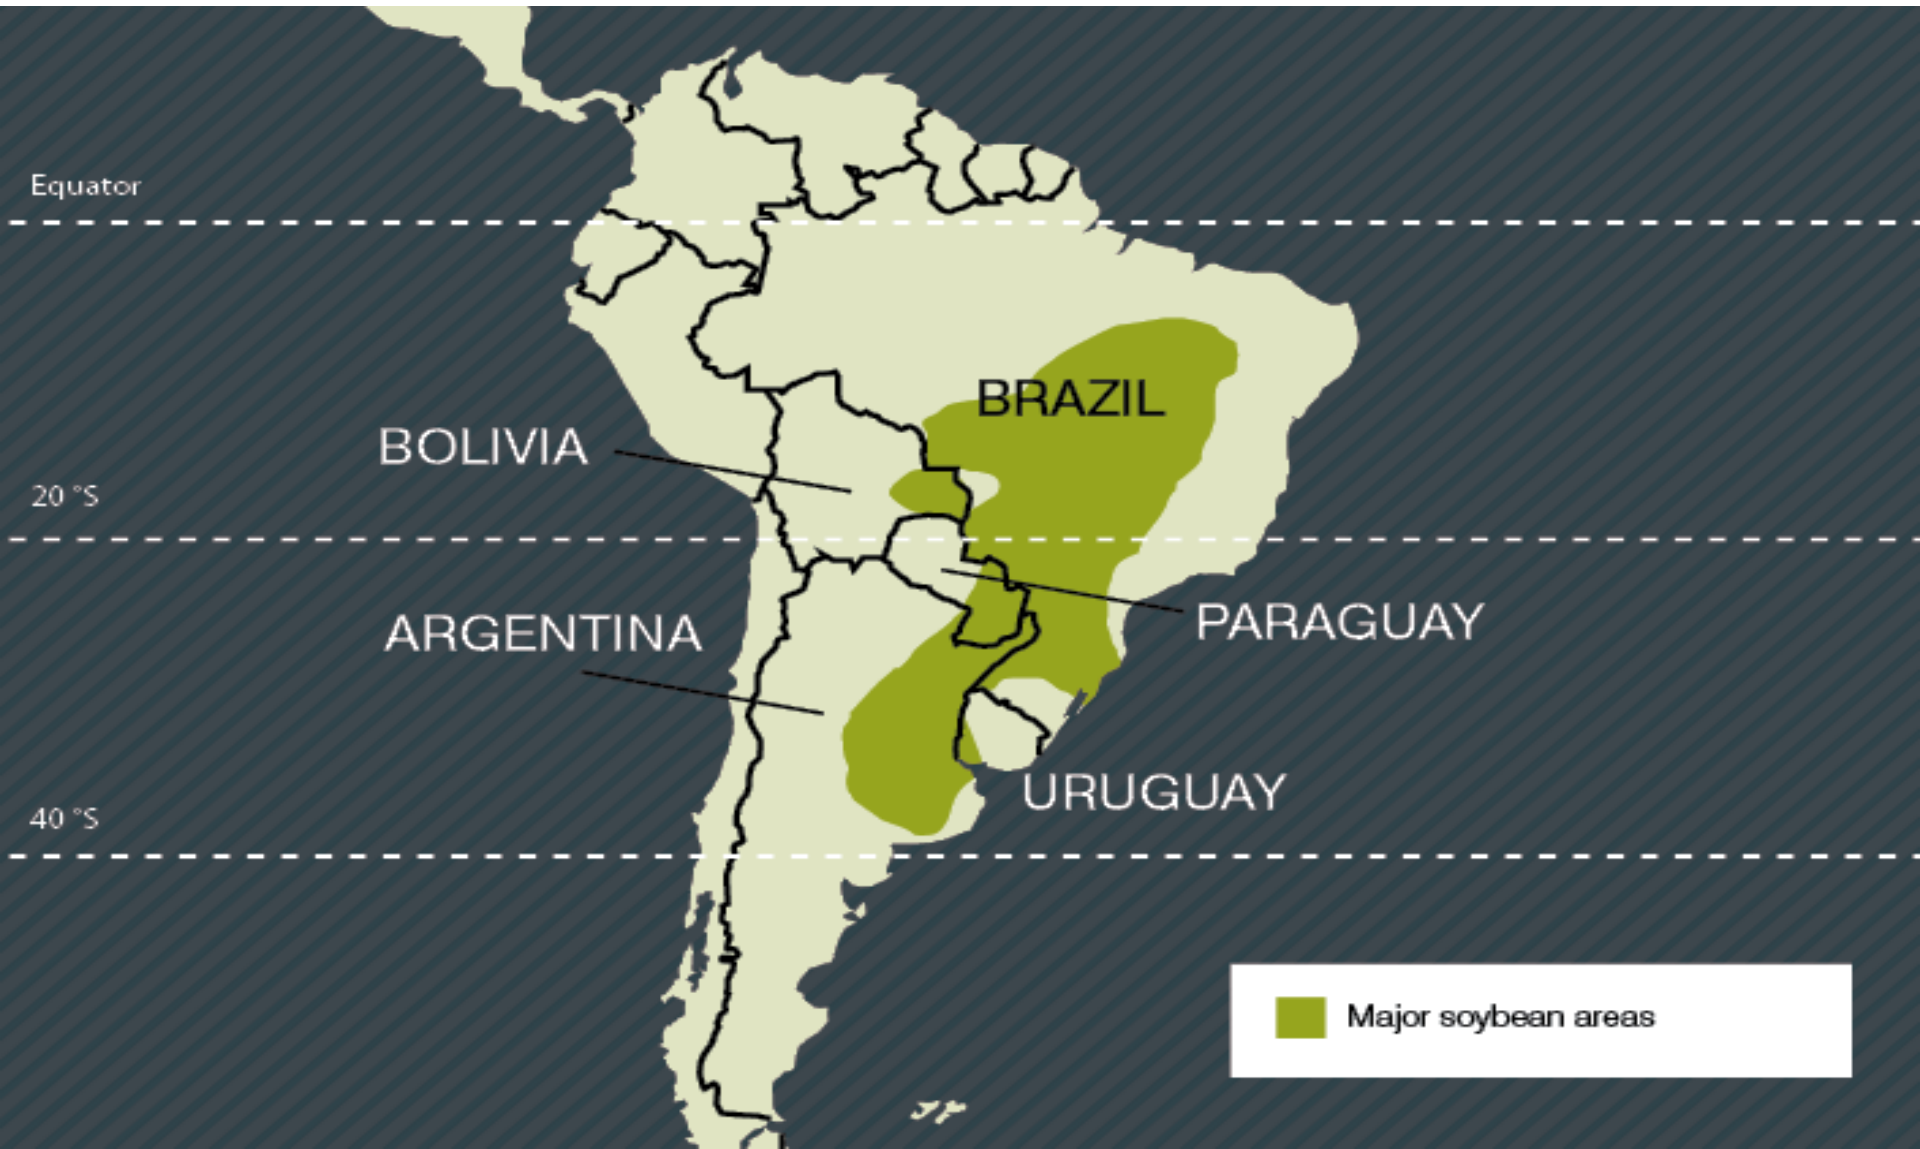 Equator
BRAZIL
BOLIVIA
20 °S
ARGENTINA
PARAGUAY
URUGUAY
40 °S
Major soybean areas